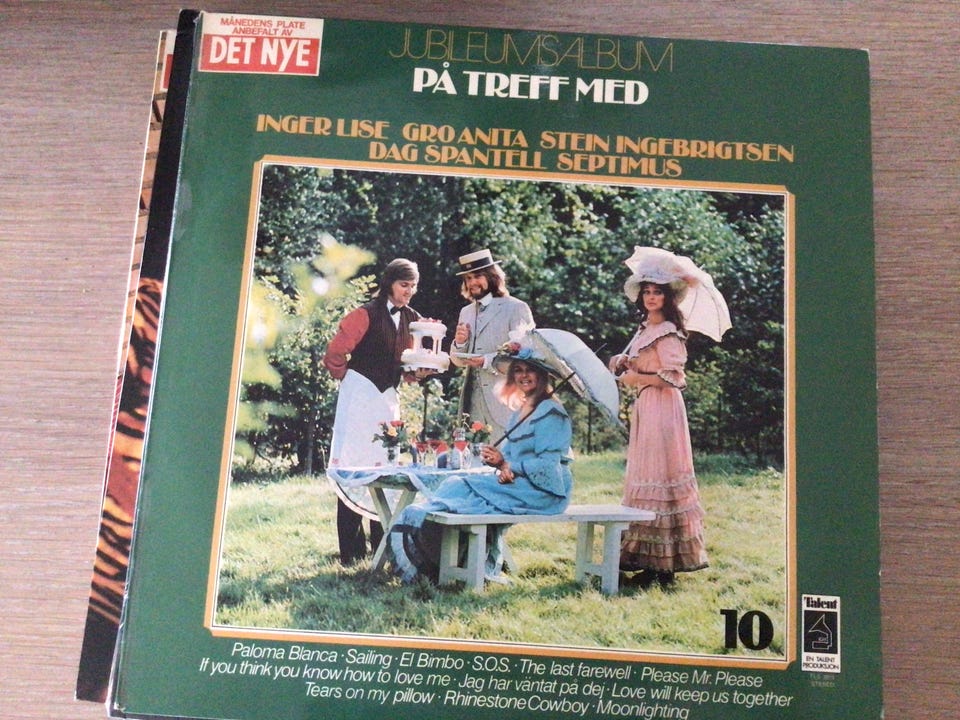 MÅNEDENS PLATE
ANBEFALT AV
DET NYE
JUBILEUMSALBUM
PÅ TREFF MED
INGER LISE GRO ANITA STEIN INGEBRIGTSEN
DAG SPANTELL SEPTIMUS
10
Talent
EN TALENT
PRODUKSJON
STEREO
Paloma Blanca · Sailing · El Bimbo · S.O.S. · The last farewell · Please Mr. Please
If you think you know how to love me · Jag har väntat på dej · Love will keep us together
Tears on my pillow · Rhinestone Cowboy · Moonlighting